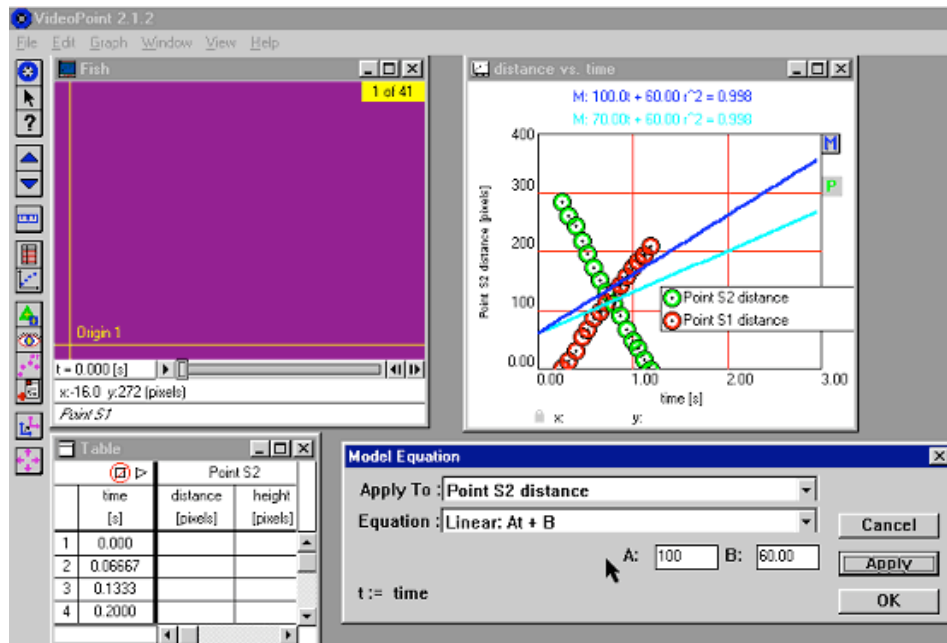 VideoPoint 2.1.2
File Edit Graph Window View Help
Fish
1 of 41
Origin 1
t = 0.000 [s]
x:-16.0 y:272 (pixels)
Point S1
distance vs. time
M: 100.0t + 60.00 r^2 = 0.998
M: 70.00t + 60.00 r^2 = 0.998
M
P
Point S2 distance [pixels]
400
300
200
100
0.00
0.00 1.00 2.00 3.00
time [s]
Point S2 distance
Point S1 distance
x: y:
Table
Point S2
time distance height
[s] [pixels] [pixels]
1 0.000
2 0.06667
3 0.1333
4 0.2000
Model Equation
Apply To : Point S2 distance
Equation : Linear: At + B
A: 100 B: 60.00
t := time
Cancel
Apply
OK